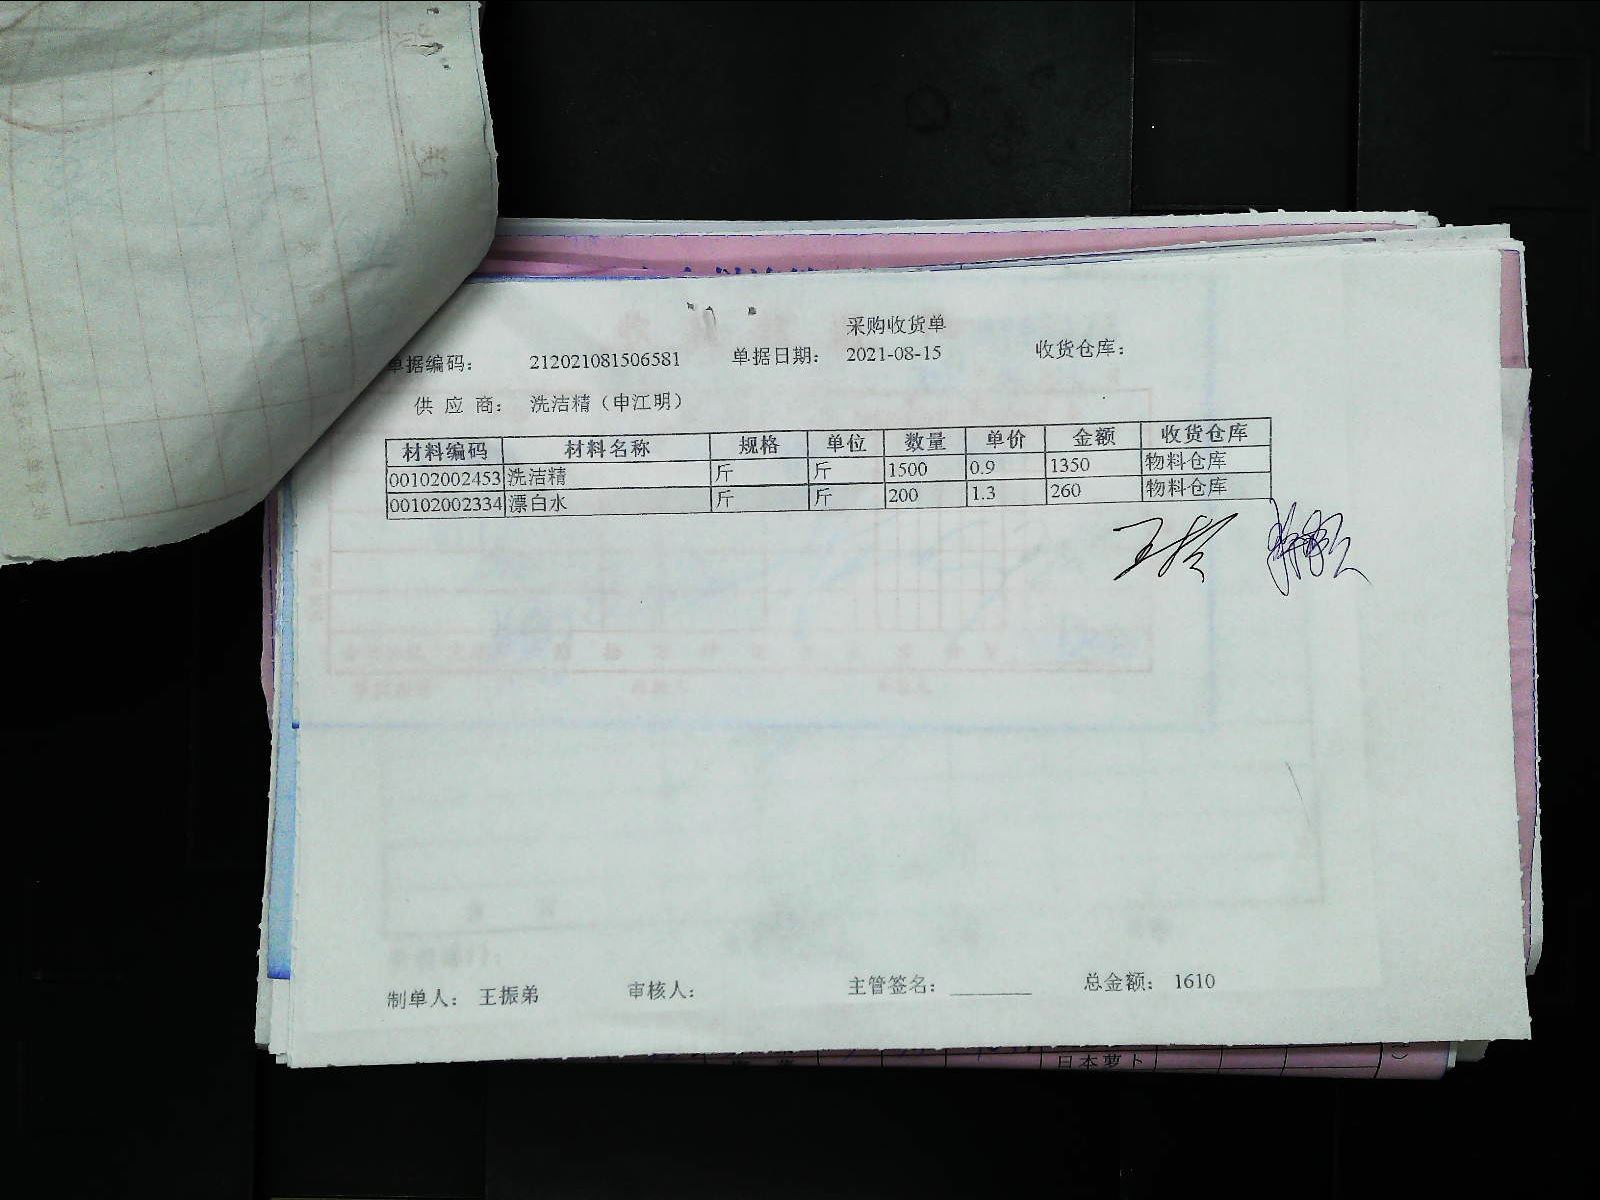 采购收货单
单据编码: 212021081506581 单据日期: 2021-08-15 收货仓库:
供 应 商: 洗洁精（申江明）
材料编码 材料名称 规格 单位 数量 单价 金额 收货仓库
00102002453 洗洁精 斤 斤 1500 0.9 1350 物料仓库
00102002334 漂白水 斤 斤 200 1.3 260 物料仓库
制单人: 王振弟 审核人: 主管签名: ________ 总金额: 1610
日本萝卜